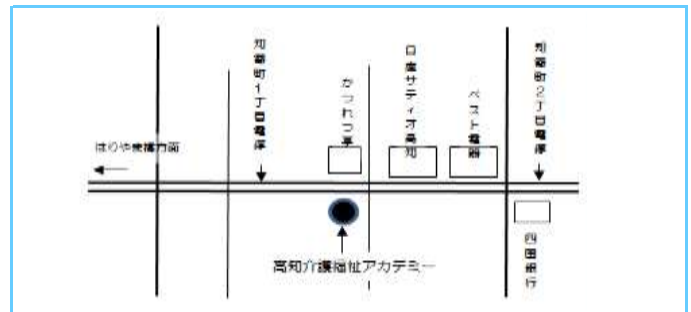 知寄町1丁目電停
かつれつ亭
日産サティオ高知
ベスト電器
知寄町2丁目電停
はりやま橋方面
高知介護福祉アカデミー
四国銀行